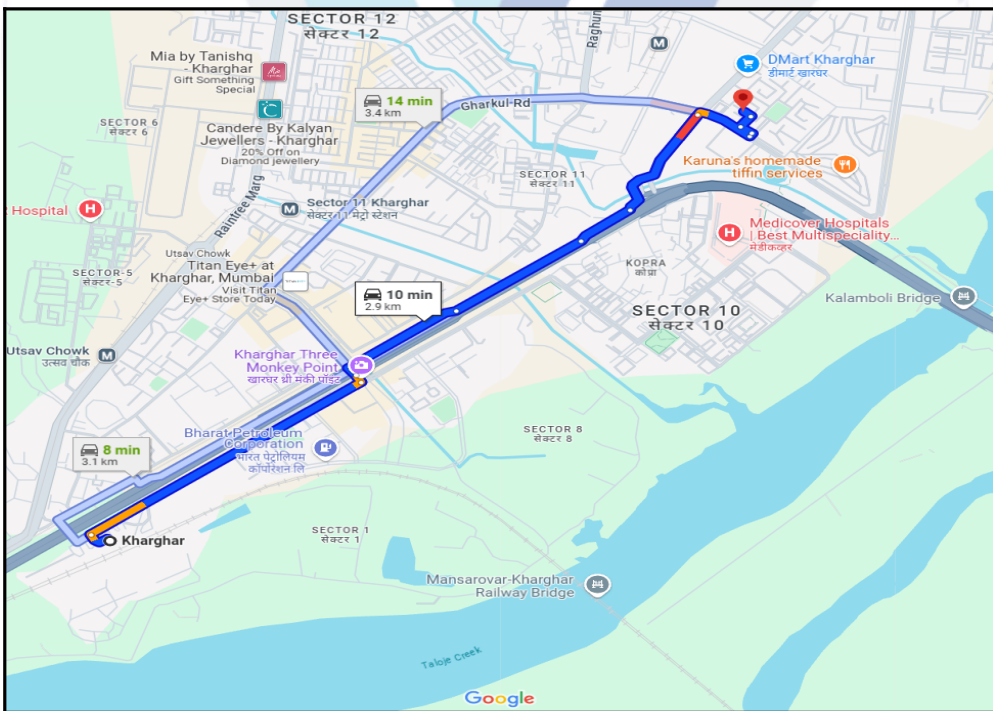 SECTOR 12
सेक्टर 12
Raghun
Mia by Tanishq
- Kharghar
Gift Something
Special
DMart Kharghar
डीमार्ट खारघर
14 min
3.4 km
Gharkul Rd
SECTOR 6
सेक्टर 6
Candere By Kalyan
Jewellers - Kharghar
20% Off on
Diamond jewellery
Karuna's homemade
tiffin services
SECTOR 11
सेक्टर 11
Raintree Marg
Hospital
Sector 11 Kharghar
सेक्टर 11 मेट्रो स्टेशन
Medicover Hospitals
| Best Multispeciality...
मेडीकव्हर
Utsav Chowk
Titan Eye+ at
Kharghar, Mumbai
Visit Titan
Eye+ Store Today
SECTOR-5
सेक्टर-5
KOPRA
कोप्रा
10 min
2.9 km
Kalamboli Bridge
SECTOR 10
सेक्टर 10
Utsav Chowk
उत्सव चौक
Kharghar Three
Monkey Point
खारघर थ्री मंकी पॉइंट
Bharat Petroleum
Corporation
भारत पेट्रोलियम
कॉर्पोरेशन लि
SECTOR 8
सेक्टर 8
8 min
3.1 km
Kharghar
SECTOR 1
सेक्टर 1
Mansarovar-Kharghar
Railway Bridge
Taloje Creek
Google